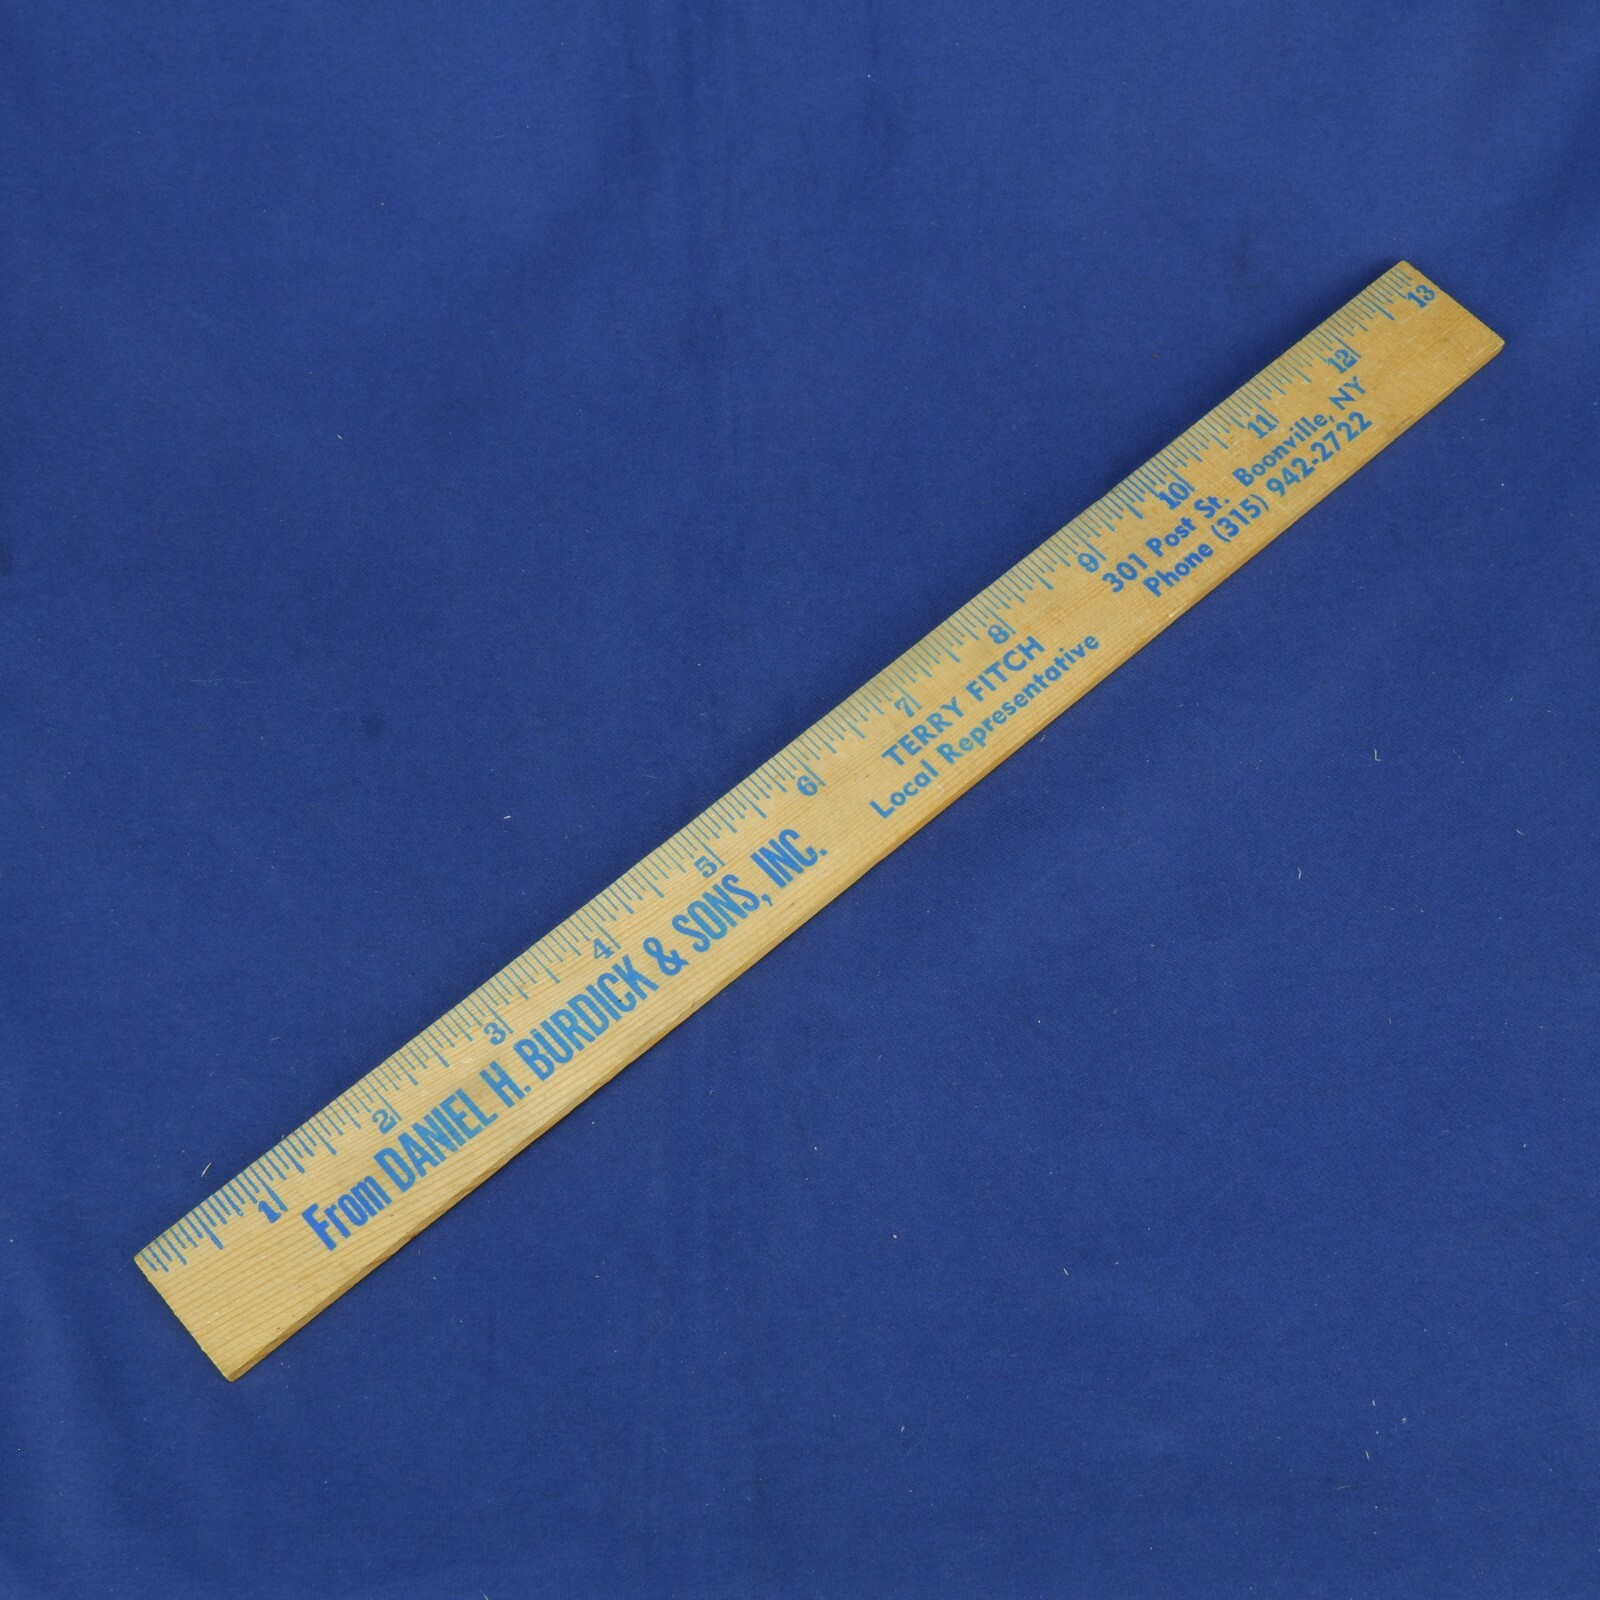 1 2 3 4 5 6 7 8 9 10 11 12 13
From DANIEL H. BURDICK & SONS, INC.
TERRY FITCH
Local Representative
301 Post St. Boonville, NY
Phone (315) 942-2722